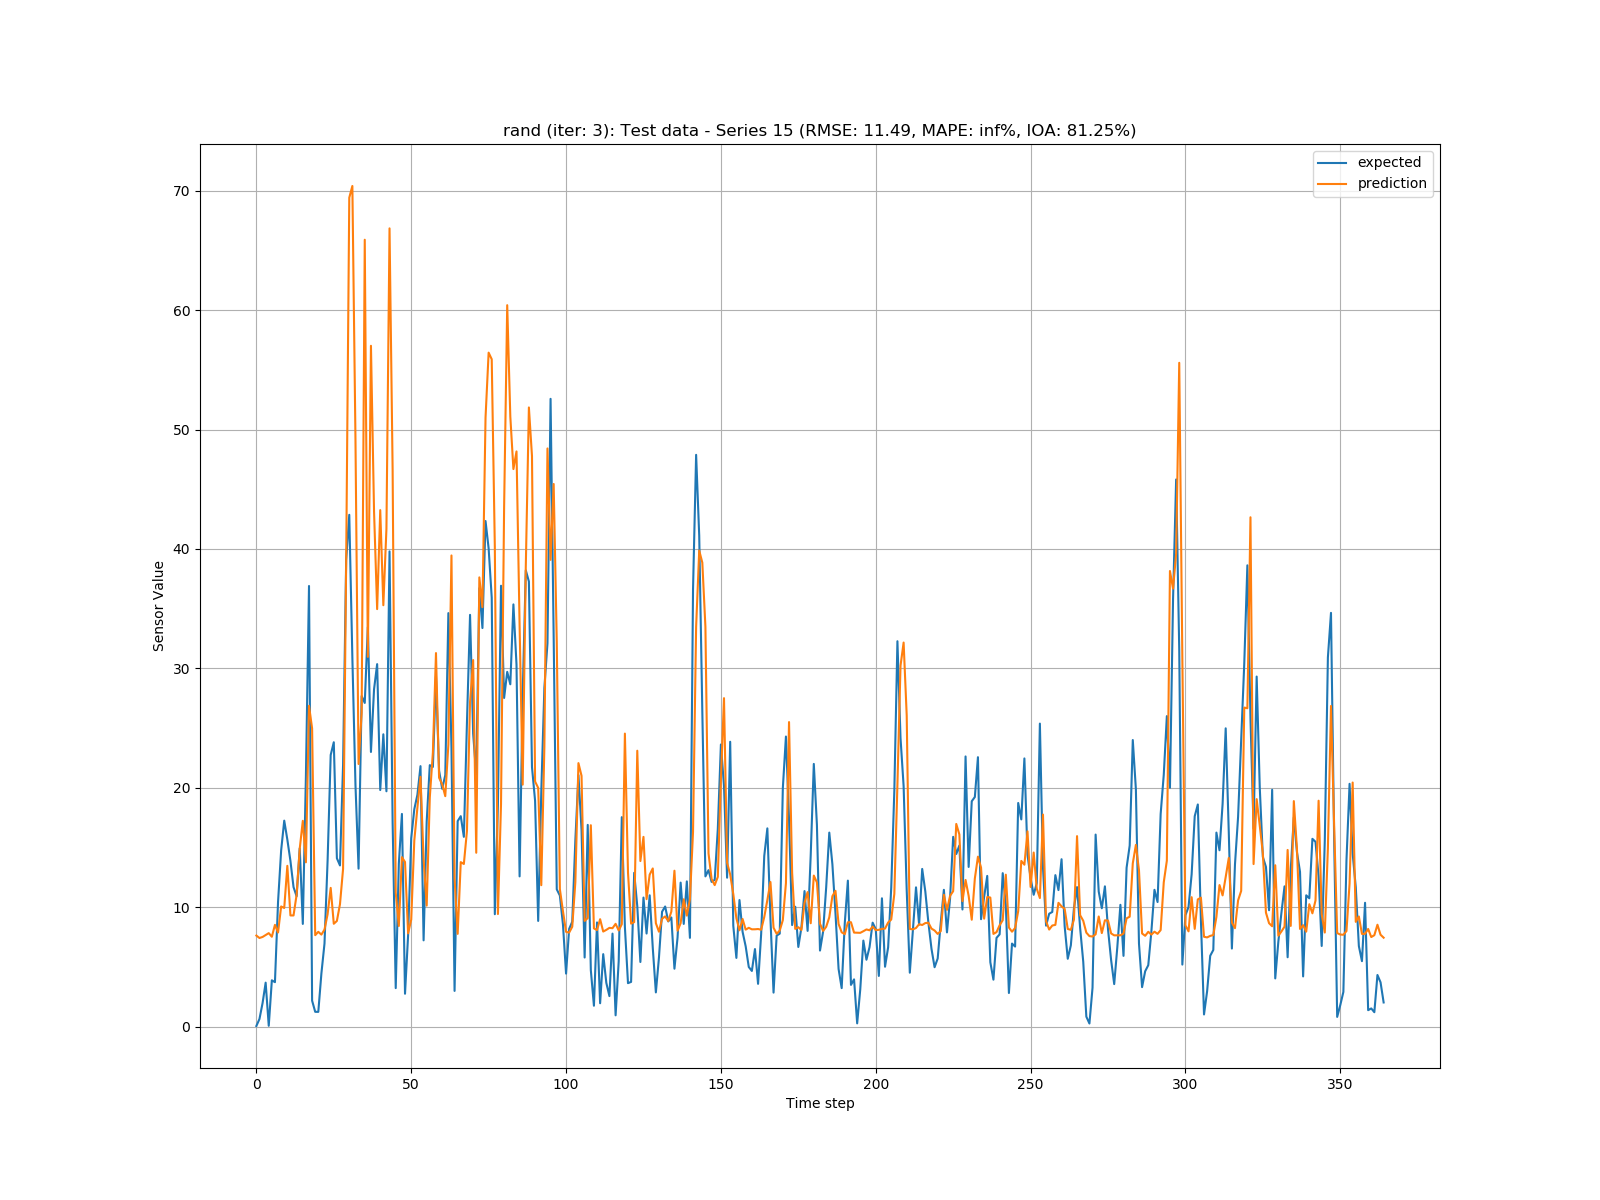 rand (iter: 3): Test data - Series 15 (RMSE: 11.49, MAPE: inf%, IOA: 81.25%)
expected
prediction
70
60
50
40
30
20
10
0
Sensor Value
0 50 100 150 200 250 300 350
Time step